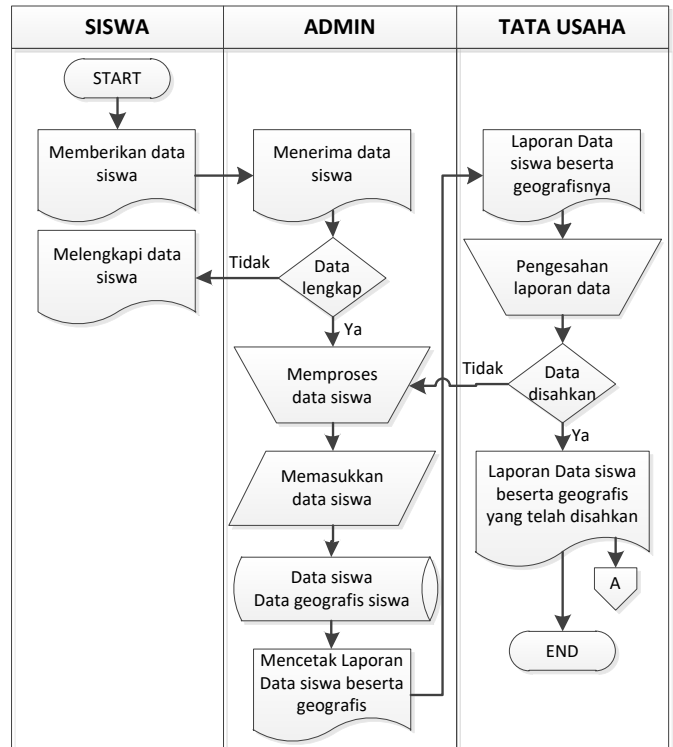 SISWA
ADMIN
TATA USAHA
START
Memberikan data
siswa
Menerima data
siswa
Laporan Data
siswa beserta
geografisnya
Melengkapi data
siswa
Tidak
Data
lengkap
Ya
Pengesahan
laporan data
Memproses
data siswa
Tidak
Data
disahkan
Ya
Memasukkan
data siswa
Laporan Data siswa
beserta geografis
yang telah disahkan
A
Data siswa
Data geografis siswa
END
Mencetak Laporan
Data siswa beserta
geografis